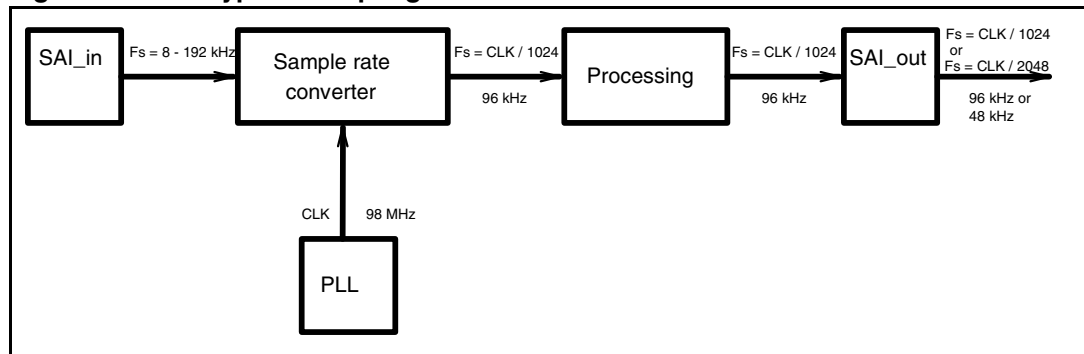 SAI_in
Fs = 8 - 192 kHz
Sample rate
converter
Fs = CLK / 1024
96 kHz
Processing
Fs = CLK / 1024
96 kHz
SAI_out
Fs = CLK / 1024
or
Fs = CLK / 2048
96 kHz or
48 kHz
CLK
98 MHz
PLL